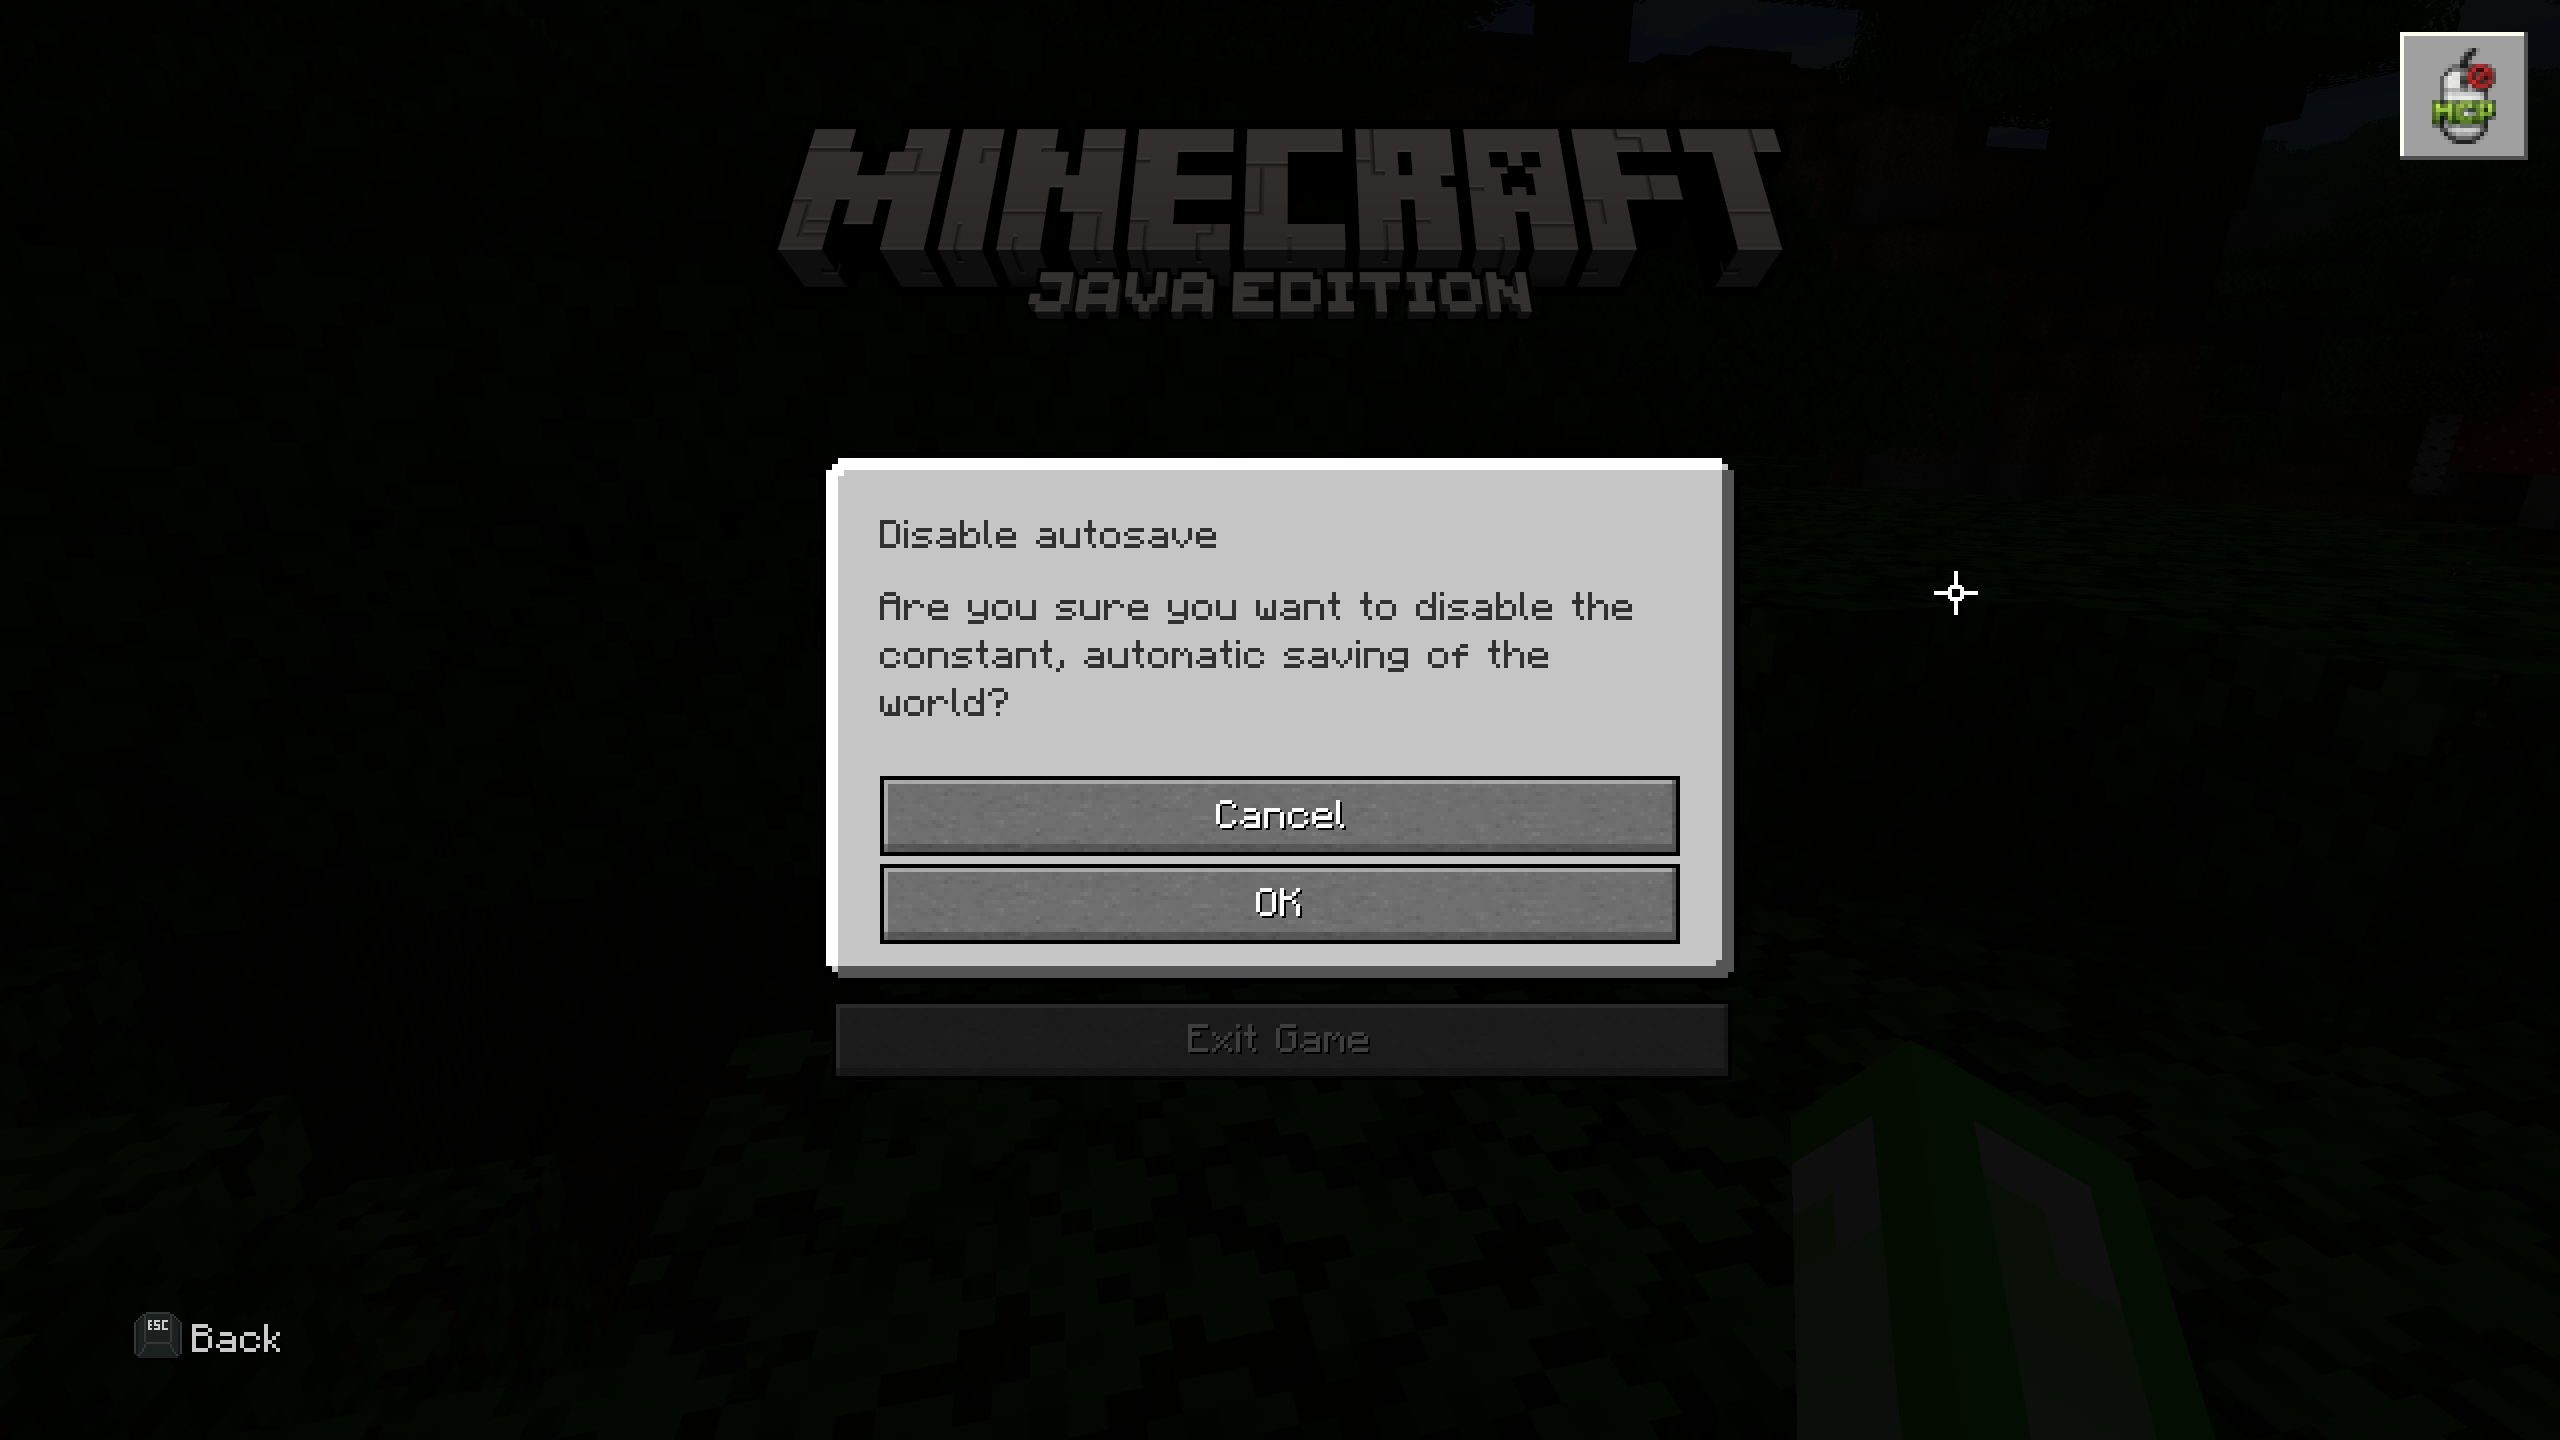 MINECRAFT
JAVA EDITION
MCP
Disable autosave
Are you sure you want to disable the
constant, automatic saving of the
world?
Cancel
OK
Exit Game
ESC Back